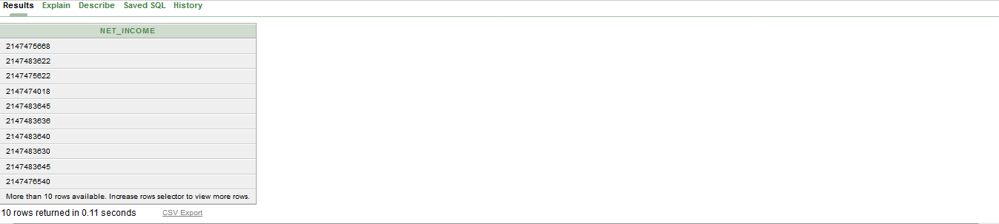 Results Explain Describe Saved SQL History
NET_INCOME
2147475668
2147483622
2147475622
2147474018
2147483645
2147483636
2147483640
2147483630
2147483645
2147476540
More than 10 rows available. Increase rows selector to view more rows.
10 rows returned in 0.11 seconds CSV Export